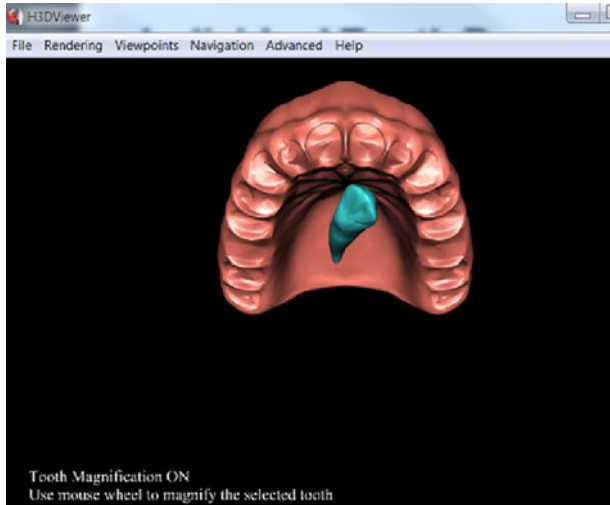 H3DViewer
File Rendering Viewpoints Navigation Advanced Help
Tooth Magnification ON
Use mouse wheel to magnify the selected tooth